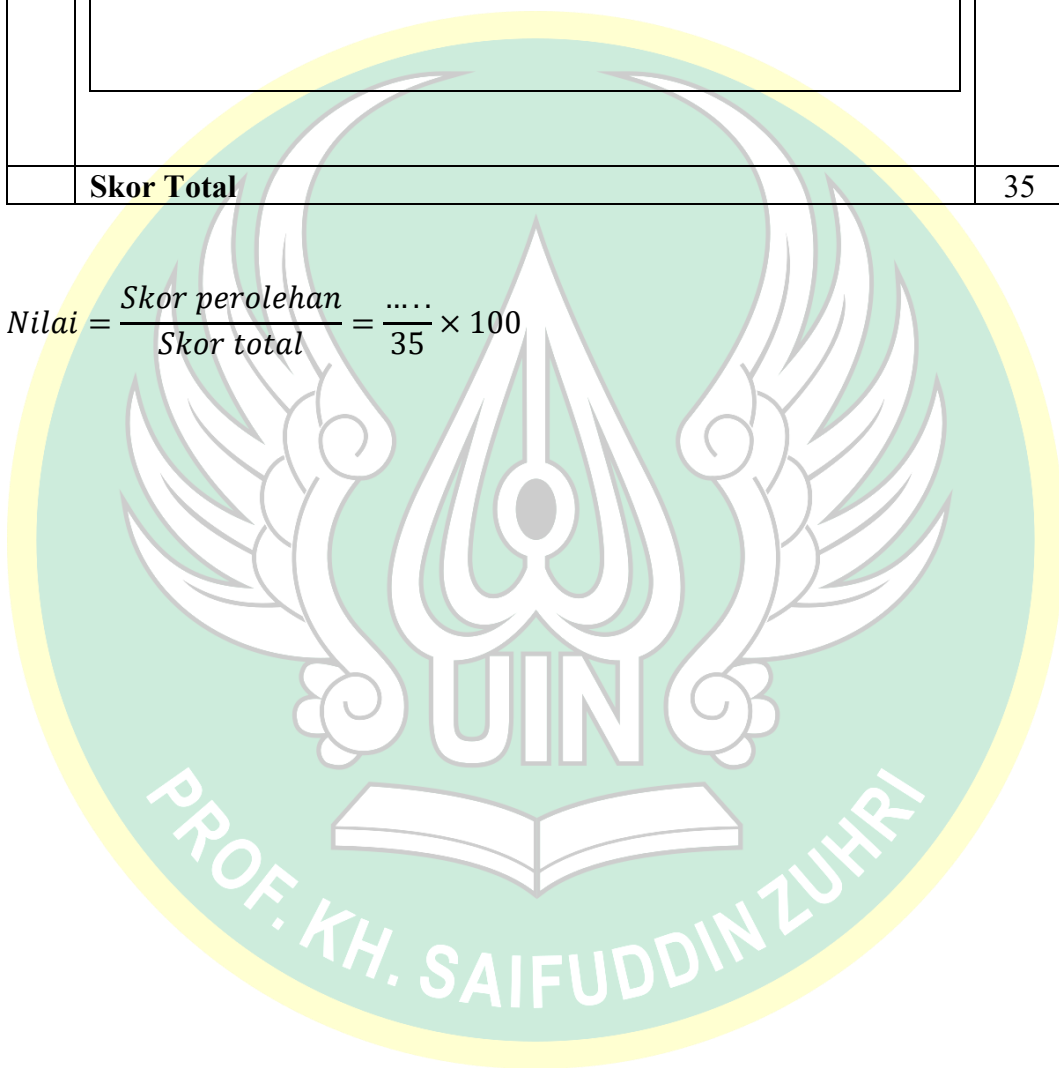 Skor Total 35
Nilai = Skor perolehan / Skor total = ..... / 35 × 100
UIN
PROF. KH. SAIFUDDIN ZUHRI